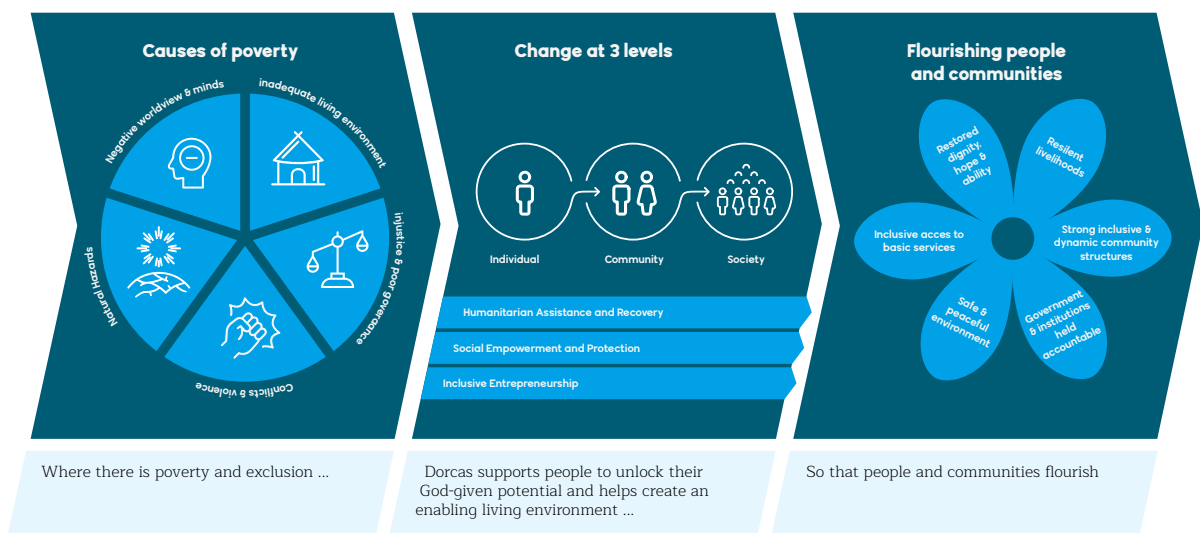 Causes of poverty
Negative worldview & minds
inadequate living environment
injustice & poor goverance
Conflicts & violence
Natural Hazards
Change at 3 levels
Individual
Community
Society
Humanitarian Assistance and Recovery
Social Empowerment and Protection
Inclusive Entrepreneurship
Flourishing people
and communities
Restored
dignity,
hope &
ability
Resilent
livelihoods
Inclusive acces to
basic services
Strong inclusive &
dynamic community
structures
Safe &
peaceful
environment
Government
& institutions
held
accountable
Where there is poverty and exclusion ...
Dorcas supports people to unlock their
God-given potential and helps create an
enabling living environment ...
So that people and communities flourish